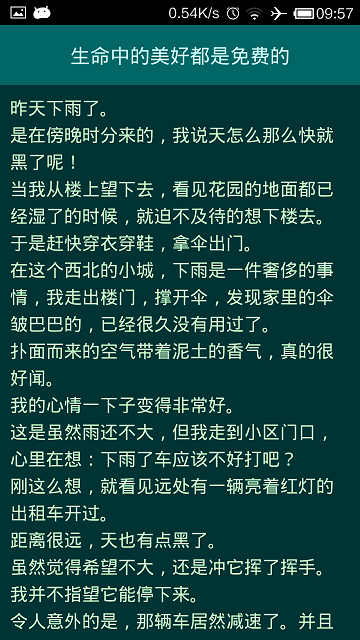 0.54K/s 09:57
生命中的美好都是免费的
昨天下雨了。
是在傍晚时分来的，我说天怎么那么快就
黑了呢！
当我从楼上望下去，看见花园的地面都已
经湿了的时候，就迫不及待的想下楼去。
于是赶快穿衣穿鞋，拿伞出门。
在这个西北的小城，下雨是一件奢侈的事
情，我走出楼门，撑开伞，发现家里的伞
皱巴巴的，已经很久没有用过了。
扑面而来的空气带着泥土的香气，真的很
好闻。
我的心情一下子变得非常好。
这是虽然雨还不大，但我走到小区门口，
心里在想：下雨了车应该不好打吧？
刚这么想，就看见远处有一辆亮着红灯的
出租车开过。
距离很远，天也有点黑了。
虽然觉得希望不大，还是冲它挥了挥手。
我并不指望它能停下来。
令人意外的是，那辆车居然减速了。并且